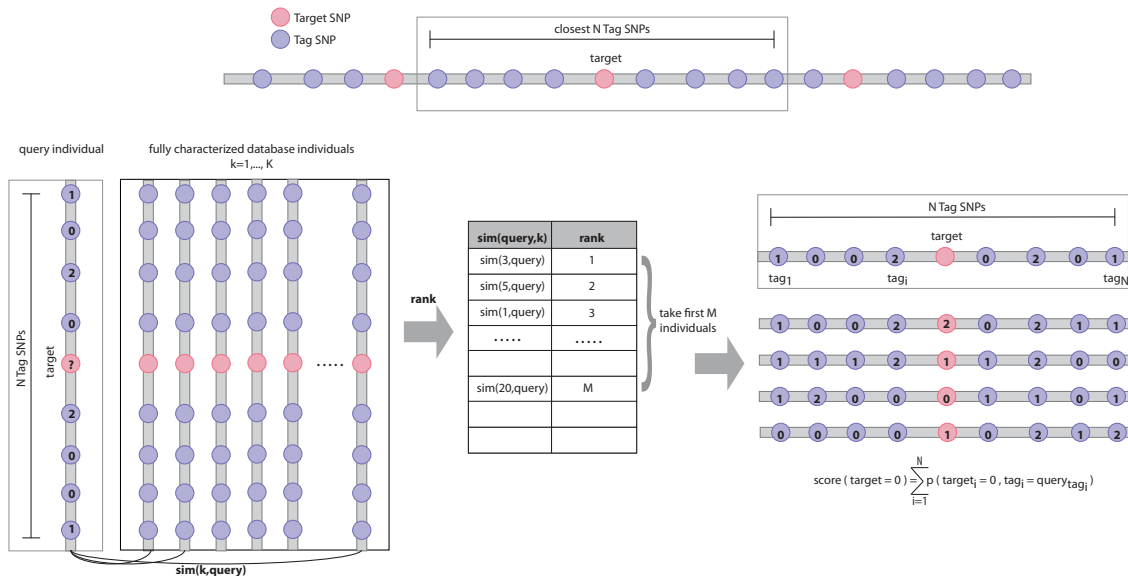 Target SNP
Tag SNP
closest N Tag SNPs
target
query individual
fully characterized database individuals
k=1,..., K
N Tag SNPs
target
1
0
2
0
?
2
0
0
1
.....
sim(k,query)
rank
sim(query,k) rank
sim(3,query) 1
sim(5,query) 2
sim(1,query) 3
..... .....
sim(20,query) M
take first M
individuals
N Tag SNPs
target
1 0 0 2 0 2 0 1
tag1 tagi tagN
1 0 0 2 2 0 2 1 1
1 1 1 2 1 1 2 0 0
1 2 0 0 0 1 1 0 1
0 0 0 0 1 0 2 1 2
score ( target = 0 ) = ∑ i=1 N p ( target i = 0 , tag i = query tag i )